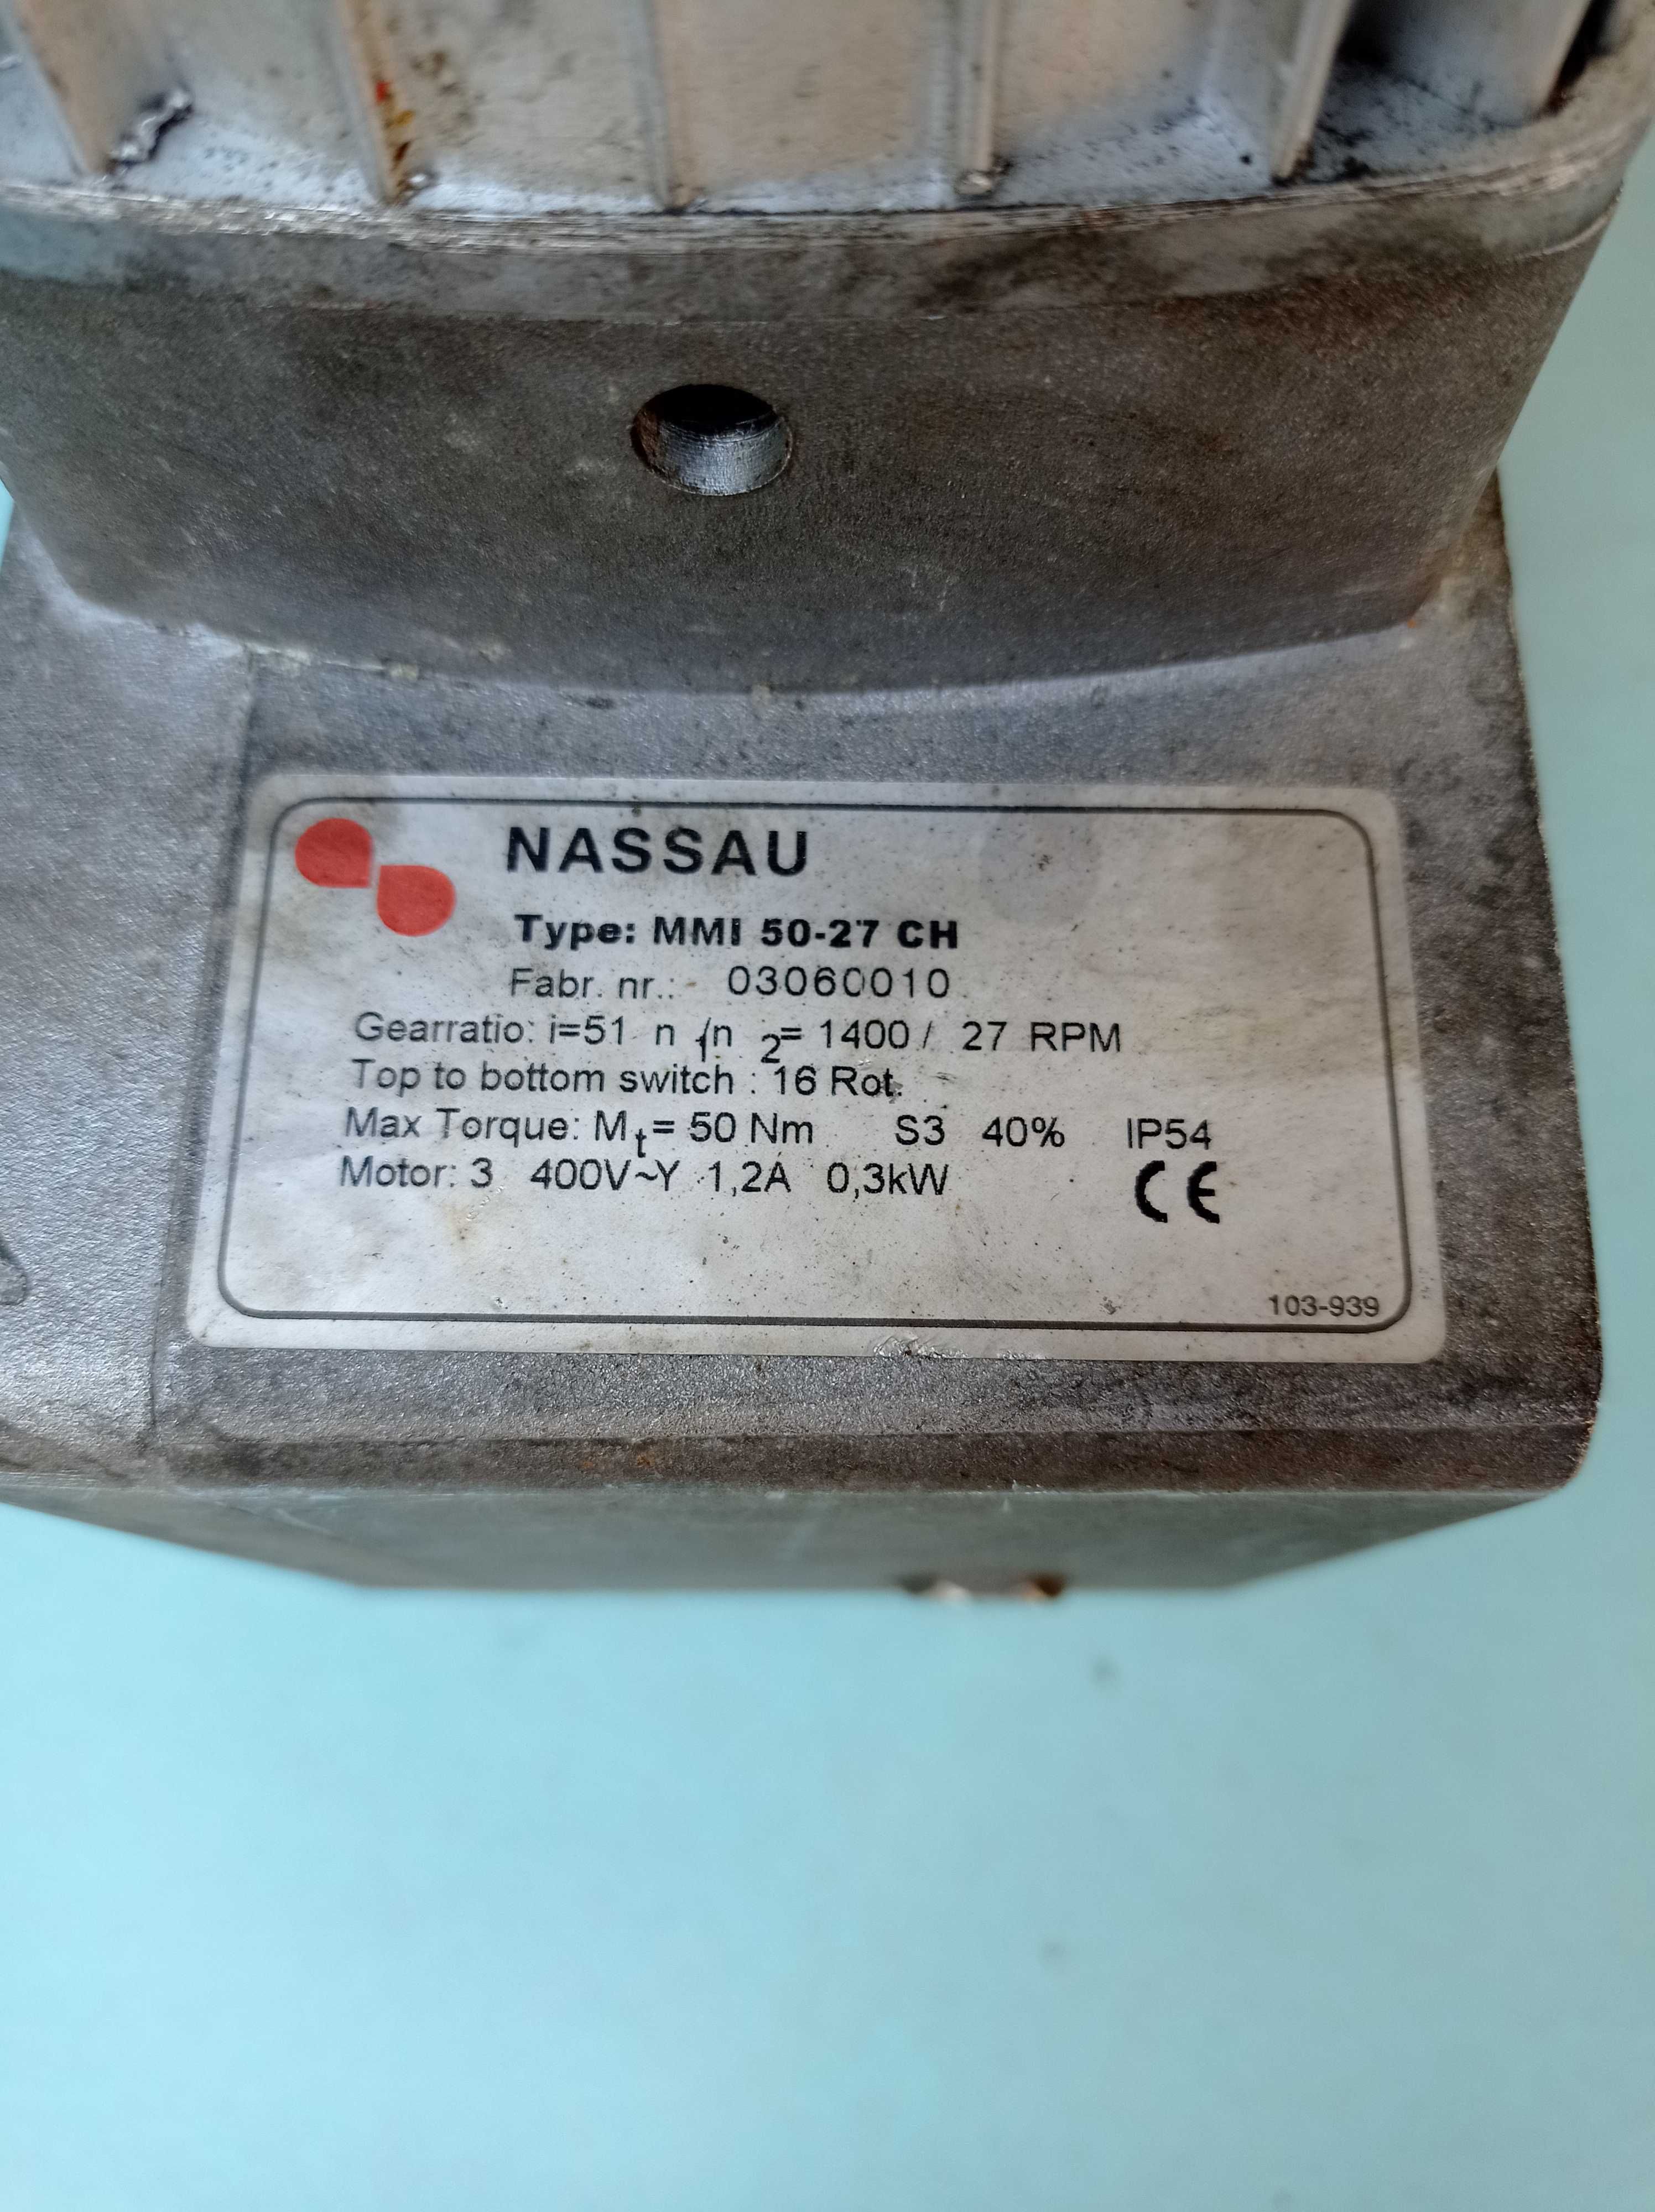 NASSAU
Type: MMI 50-27 CH
Fabr. nr.: 03060010
Gearratio: i=51 n 1/n 2= 1400 / 27 RPM
Top to bottom switch : 16 Rot.
Max Torque: Mt= 50 Nm S3 40% IP54
Motor: 3 400V~Y 1,2A 0,3kW CE
103-939